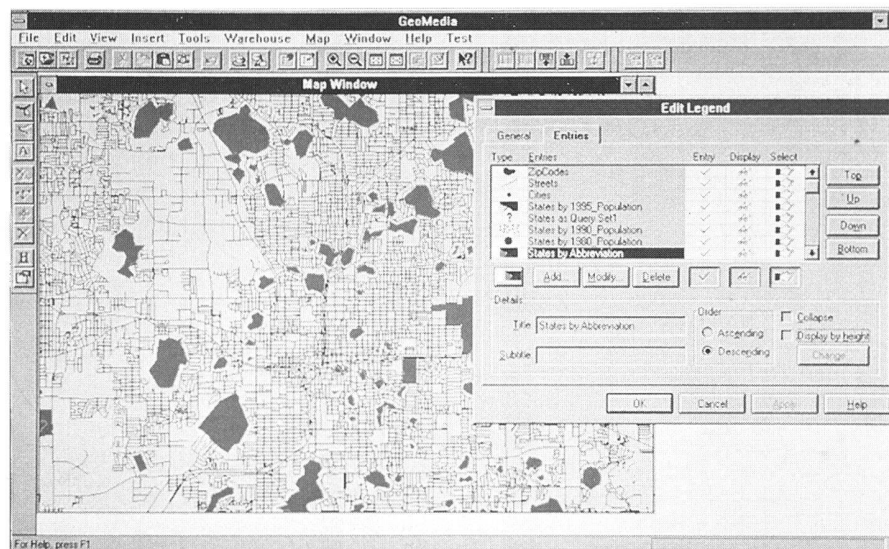 GeoMedia
File Edit View Insert Tools Warehouse Map Window Help Test
Map Window
Edit Legend
General Entries
Type Entries Entry Display Select
ZipCodes
Streets
Cities
States by 1995_Population
States as Query Set1
States by 1990_Population
States by 1980_Population
States by Abbreviation
Top
Up
Down
Bottom
Add... Modify Delete
Details
Title States by Abbreviation
Subtitle
Order
Ascending
Descending
Collapse
Display by height
Change
OK Cancel Apply Help
For Help, press F1